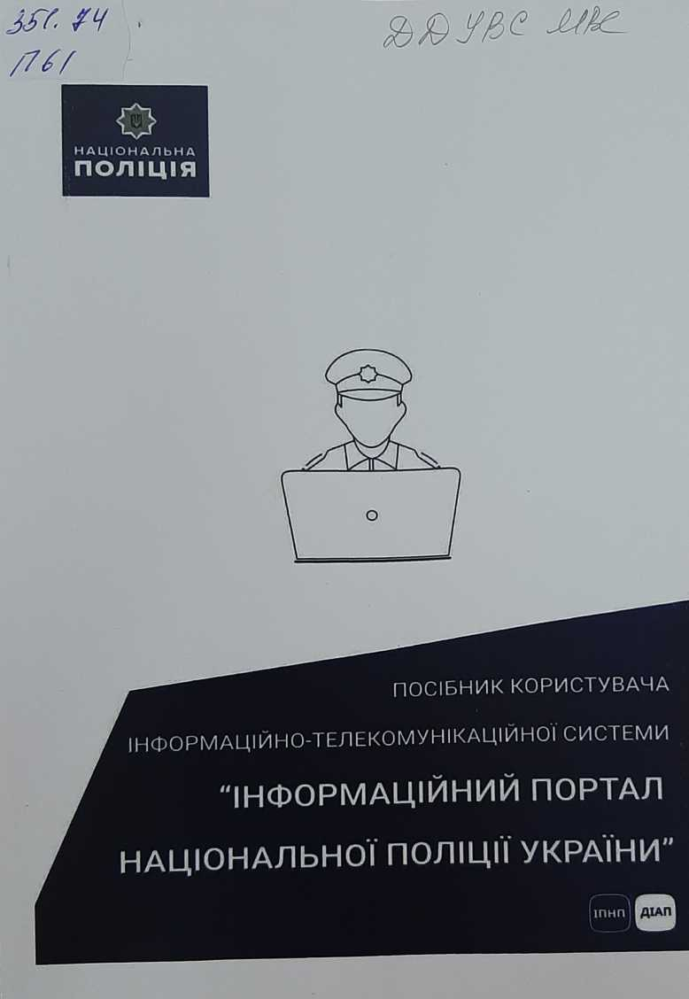 351.74
П61
ДДУВС МВС
НАЦІОНАЛЬНА
ПОЛІЦІЯ
ПОСІБНИК КОРИСТУВАЧА
ІНФОРМАЦІЙНО-ТЕЛЕКОМУНІКАЦІЙНОЇ СИСТЕМИ
“ІНФОРМАЦІЙНИЙ ПОРТАЛ
НАЦІОНАЛЬНОЇ ПОЛІЦІЇ УКРАЇНИ”
ІПНП ДІАП